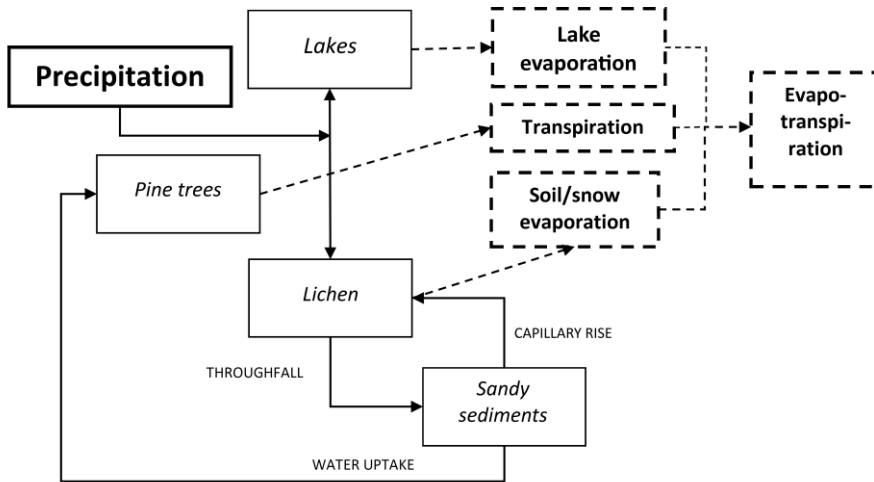 Lakes
Lake
evaporation
Precipitation
Evapo-
transpi-
ration
Transpiration
Pine trees
Soil/snow
evaporation
Lichen
CAPILLARY RISE
THROUGHFALL
Sandy
sediments
WATER UPTAKE